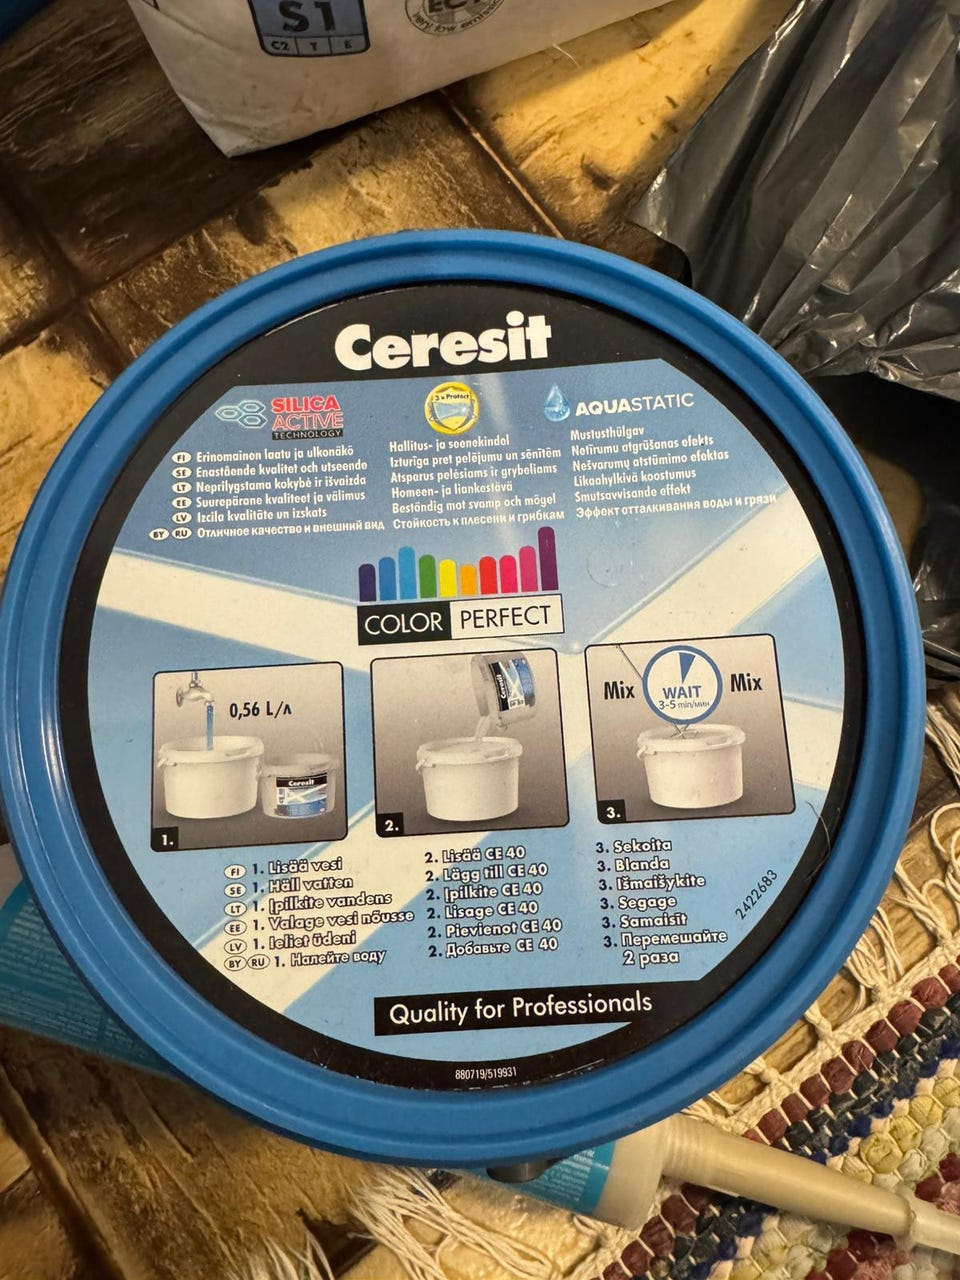 S1
C2 T E
very low emission
Ceresit
SILICA
ACTIVE
TECHNOLOGY
3 x Protect
AQUASTATIC
FI Erinomainen laatu ja ulkonäkö
SE Enastående kvalitet och utseende
LT Neprilygstama kokybė ir išvaizda
EE Suurepärane kvaliteet ja välimus
LV Izcila kvalitāte un izskats
BY RU Отличное качество и внешний вид
Hallitus- ja seenekindel
Izturīga pret pelējumu un sēnītēm
Atsparus pelėsiams ir grybeliams
Homeen- ja liankestävä
Beständig mot svamp och mögel
Стойкость к плесени и грибкам
Mustusthülgav
Netīrumu atgrūšanas efekts
Nešvarumų atstūmimo efektas
Likaahylkivä koostumus
Smutsavvisande effekt
Эффект отталкивания воды и грязи
COLOR PERFECT
0,56 L/л
Ceresit
1.
Ceresit
2.
Mix WAIT Mix
3-5 min/мин
3.
FI 1. Lisää vesi
SE 1. Häll vatten
LT 1. Įpilkite vandens
EE 1. Valage vesi nõusse
LV 1. Ieliet ūdeni
BY RU 1. Налейте воду
2. Lisää CE 40
2. Lägg till CE 40
2. Įpilkite CE 40
2. Lisage CE 40
2. Pievienot CE 40
2. Добавьте CE 40
3. Sekoita
3. Blanda
3. Išmaišykite
3. Segage
3. Samaisīt
3. Перемешайте
2 раза
2422683
Quality for Professionals
880719/519931